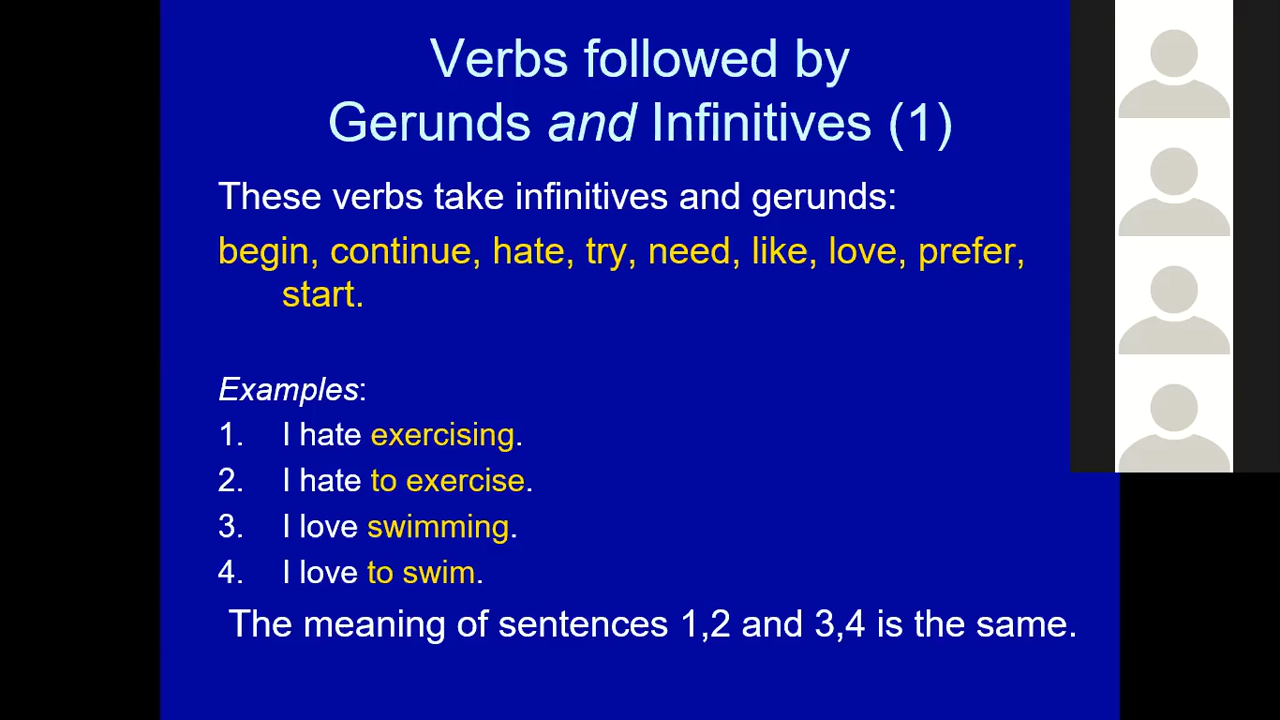 Verbs followed by
Gerunds and Infinitives (1)
These verbs take infinitives and gerunds:
begin, continue, hate, try, need, like, love, prefer,
start.
Examples:
1. I hate exercising.
2. I hate to exercise.
3. I love swimming.
4. I love to swim.
The meaning of sentences 1,2 and 3,4 is the same.